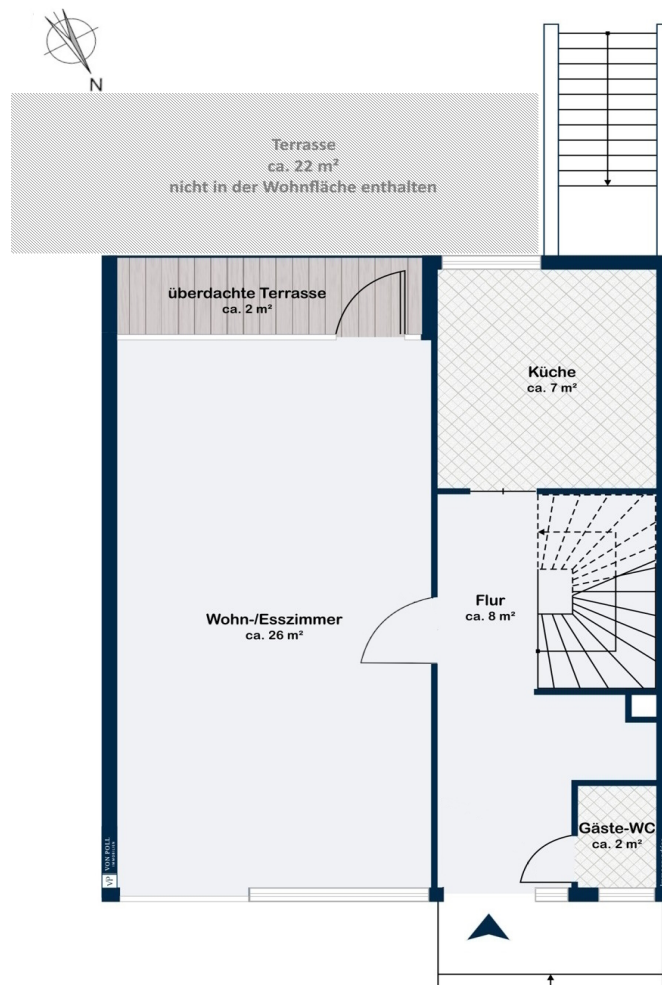 N
Terrasse
ca. 22 m²
nicht in der Wohnfläche enthalten
überdachte Terrasse
ca. 2 m²
Küche
ca. 7 m²
Flur
ca. 8 m²
Wohn-/Esszimmer
ca. 26 m²
Gäste-WC
ca. 2 m²
VP VON POLL
IMMOBILIEN